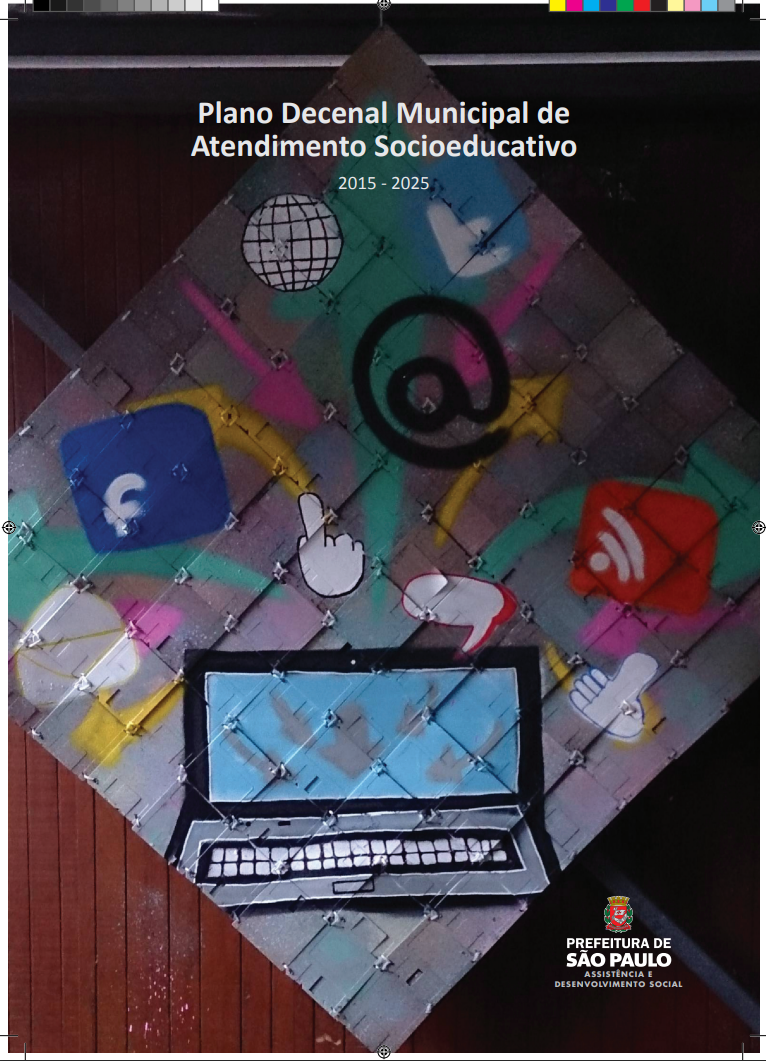 Plano Decenal Municipal de
Atendimento Socioeducativo
2015 - 2025
@
PREFEITURA DE
SÃO PAULO
ASSISTÊNCIA E
DESENVOLVIMENTO SOCIAL